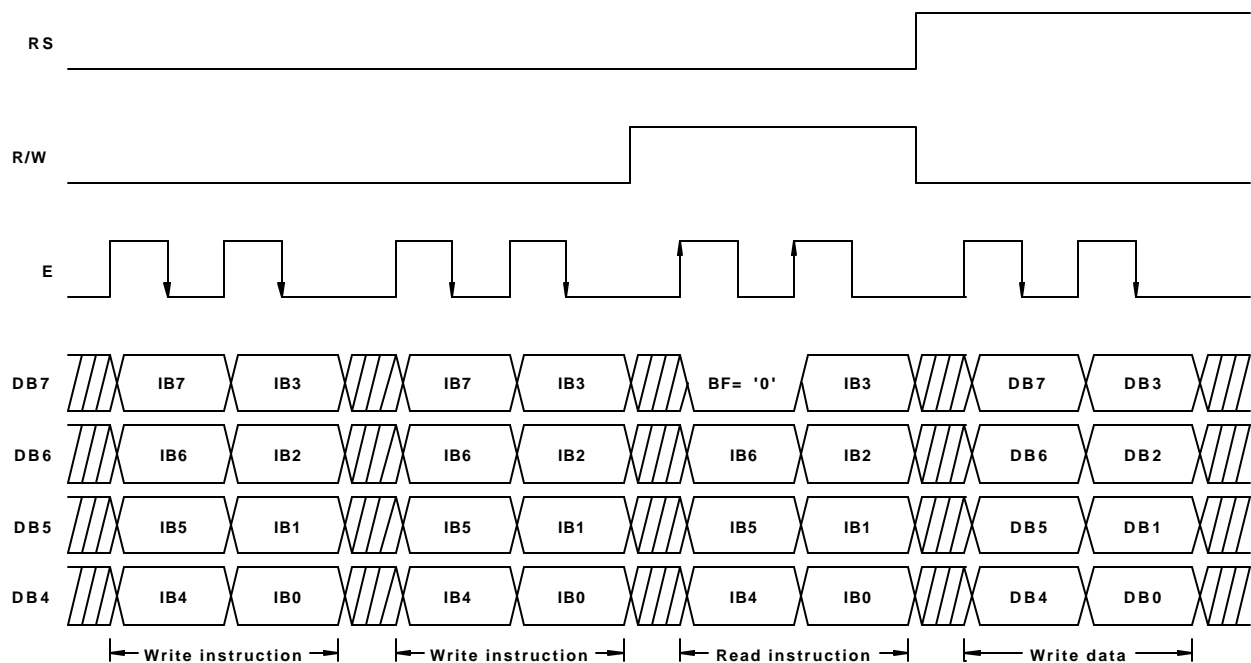 RS
R/W
E
DB7 IB7 IB3 IB7 IB3 BF= '0' IB3 DB7 DB3
DB6 IB6 IB2 IB6 IB2 IB6 IB2 DB6 DB2
DB5 IB5 IB1 IB5 IB1 IB5 IB1 DB5 DB1
DB4 IB4 IB0 IB4 IB0 IB4 IB0 DB4 DB0
Write instruction Write instruction Read instruction Write data